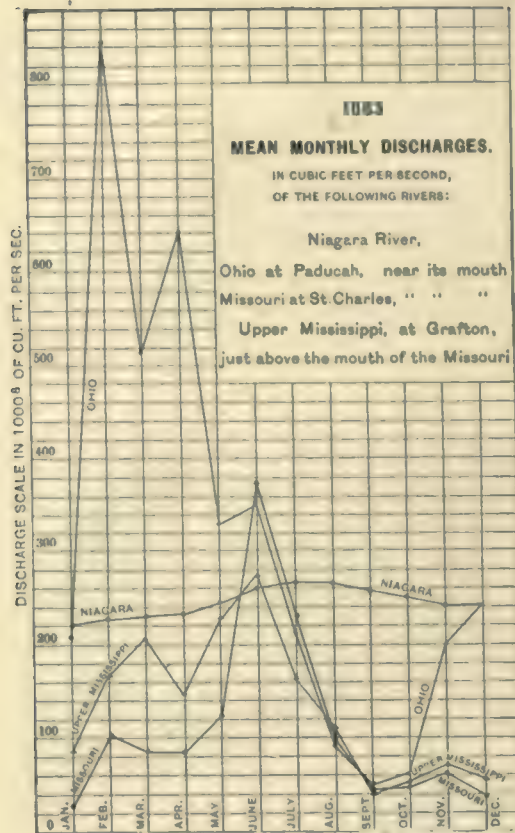 1883
MEAN MONTHLY DISCHARGES.
IN CUBIC FEET PER SECOND,
OF THE FOLLOWING RIVERS:
Niagara River,
Ohio at Paducah, near its mouth
Missouri at St. Charles, " " "
Upper Mississippi, at Grafton,
just above the mouth of the Missouri
DISCHARGE SCALE IN 1000s OF CU. FT. PER SEC.
800
700
600
500
400
300
200
100
0
OHIO
NIAGARA
UPPER MISSISSIPPI
MISSOURI
NIAGARA
OHIO
UPPER MISSISSIPPI
MISSOURI
JAN.
FEB.
MAR.
APR.
MAY
JUNE
JULY
AUG.
SEPT.
OCT.
NOV.
DEC.